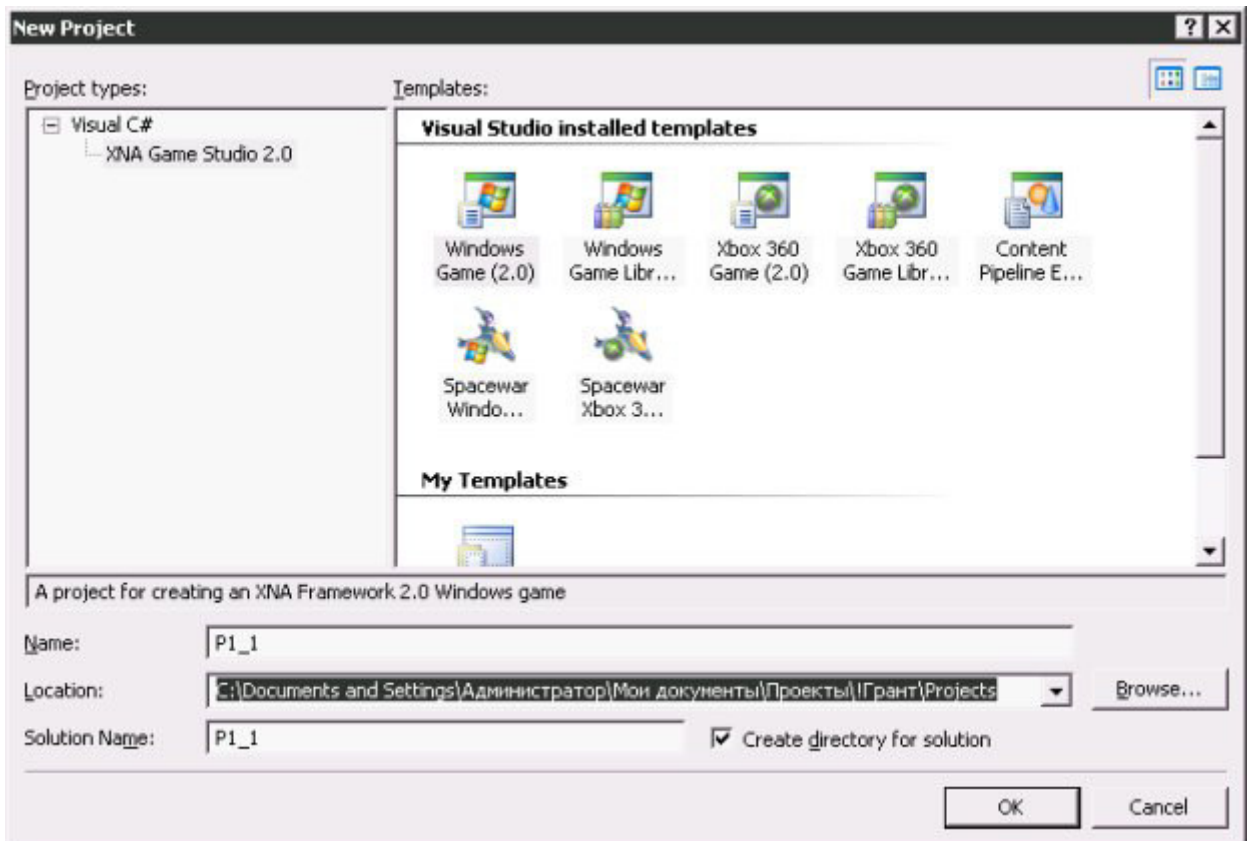 New Project
Project types:
Templates:
Visual C#
XNA Game Studio 2.0
Visual Studio installed templates
Windows Game (2.0)
Windows Game Libr...
Xbox 360 Game (2.0)
Xbox 360 Game Libr...
Content Pipeline E...
Spacewar Windo...
Spacewar Xbox 3...
My Templates
A project for creating an XNA Framework 2.0 Windows game
Name:
P1_1
Location:
C:\Documents and Settings\Администратор\Мои документы\Проекты\!Грант\Projects
Browse...
Solution Name:
P1_1
Create directory for solution
OK
Cancel